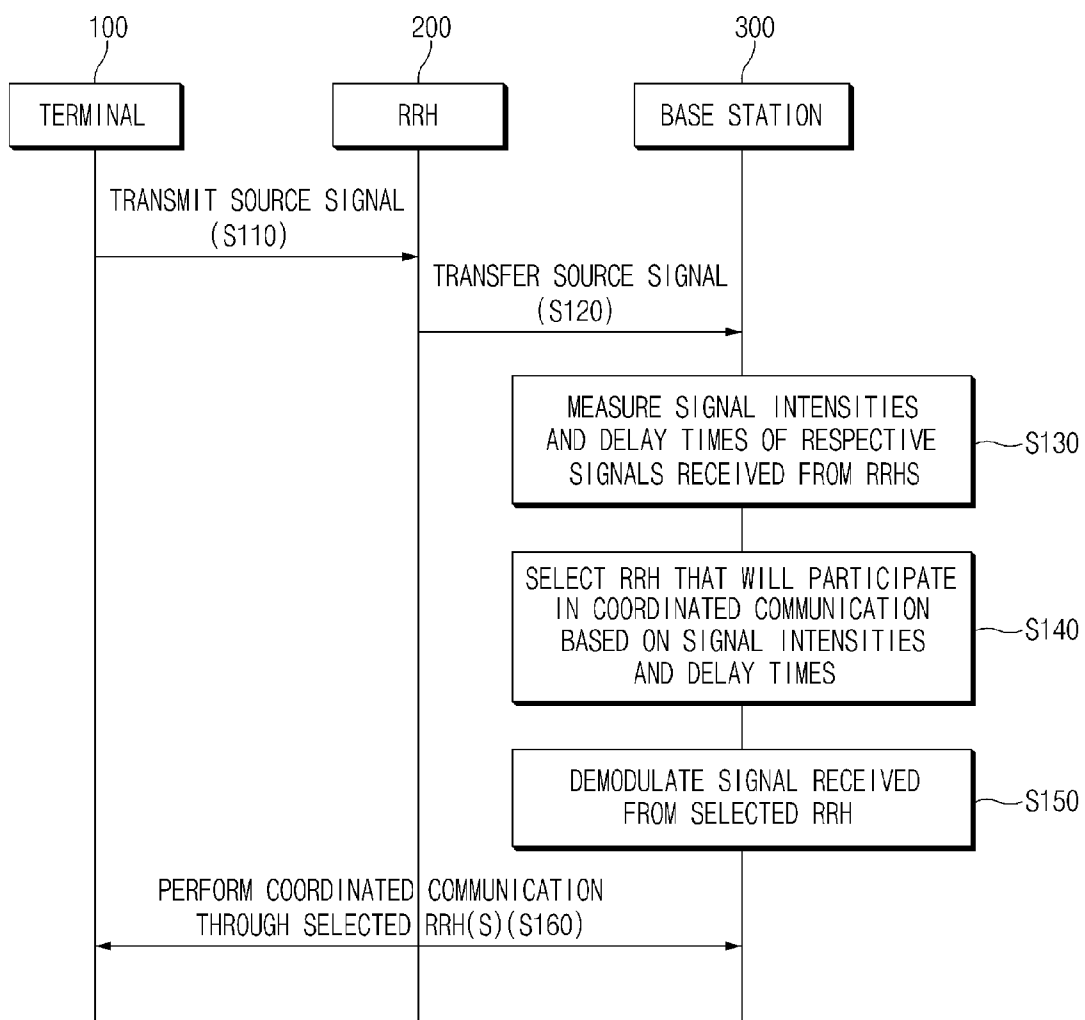 100
200
300
TERMINAL
RRH
BASE STATION
TRANSMIT SOURCE SIGNAL
(S110)
TRANSFER SOURCE SIGNAL
(S120)
MEASURE SIGNAL INTENSITIES
AND DELAY TIMES OF RESPECTIVE
SIGNALS RECEIVED FROM RRHS
S130
SELECT RRH THAT WILL PARTICIPATE
IN COORDINATED COMMUNICATION
BASED ON SIGNAL INTENSITIES
AND DELAY TIMES
S140
DEMODULATE SIGNAL RECEIVED
FROM SELECTED RRH
S150
PERFORM COORDINATED COMMUNICATION
THROUGH SELECTED RRH(S)(S160)